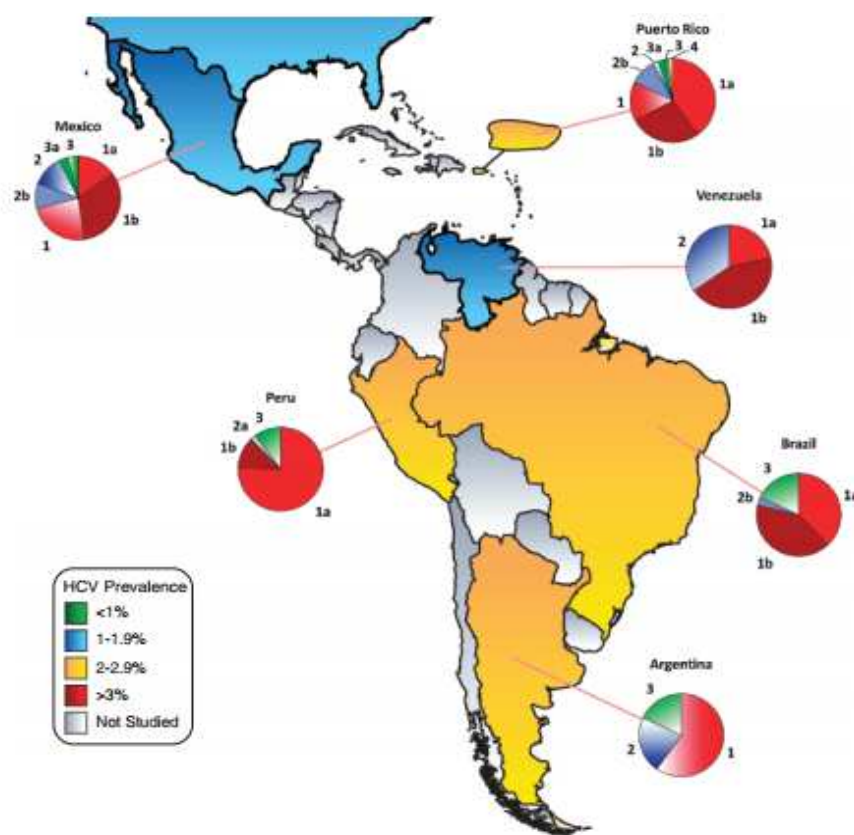 Puerto Rico
2 3a 3 4
2b
1a
1
1b
Mexico
3a 3
2
1a
2b
1b
1
Venezuela
2
1a
1b
Peru
2a 3
1b
1a
Brazil
3
1a
2b
1b
Argentina
3
2
1
HCV Prevalence
<1%
1-1.9%
2-2.9%
>3%
Not Studied